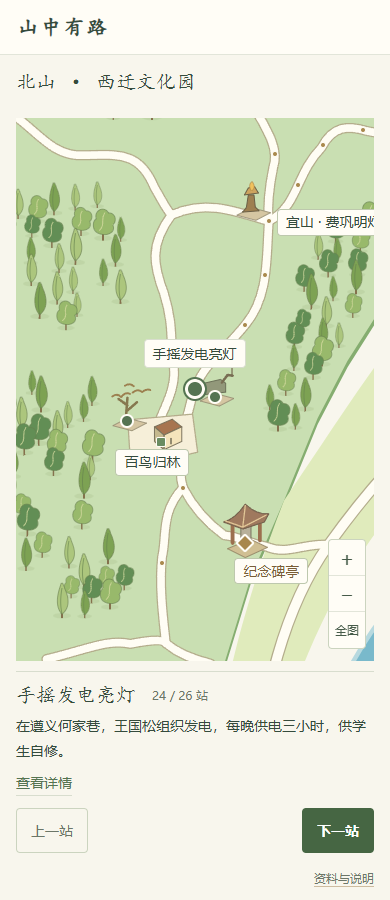 山中有路
北山 • 西迁文化园
宜山 · 费巩明
手摇发电亮灯
百鸟归林
纪念碑亭
+
−
全图
手摇发电亮灯 24 / 26 站
在遵义何家巷，王国松组织发电，每晚供电三小时，供学
生自修。
查看详情
上一站
下一站
资料与说明